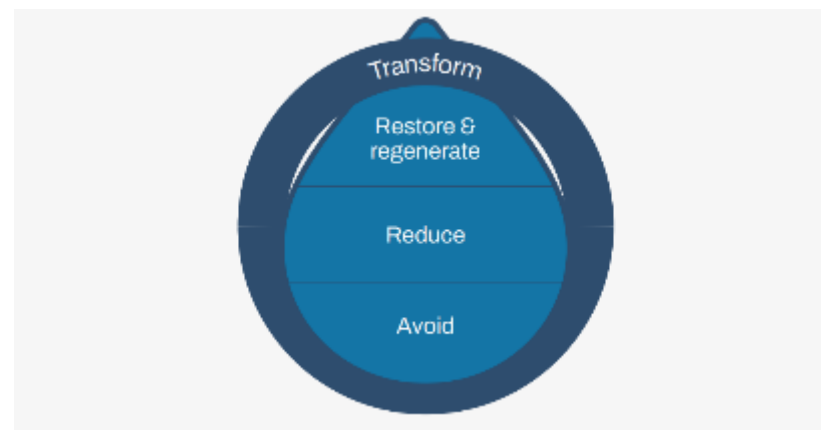 Transform
Restore &
regenerate
Reduce
Avoid